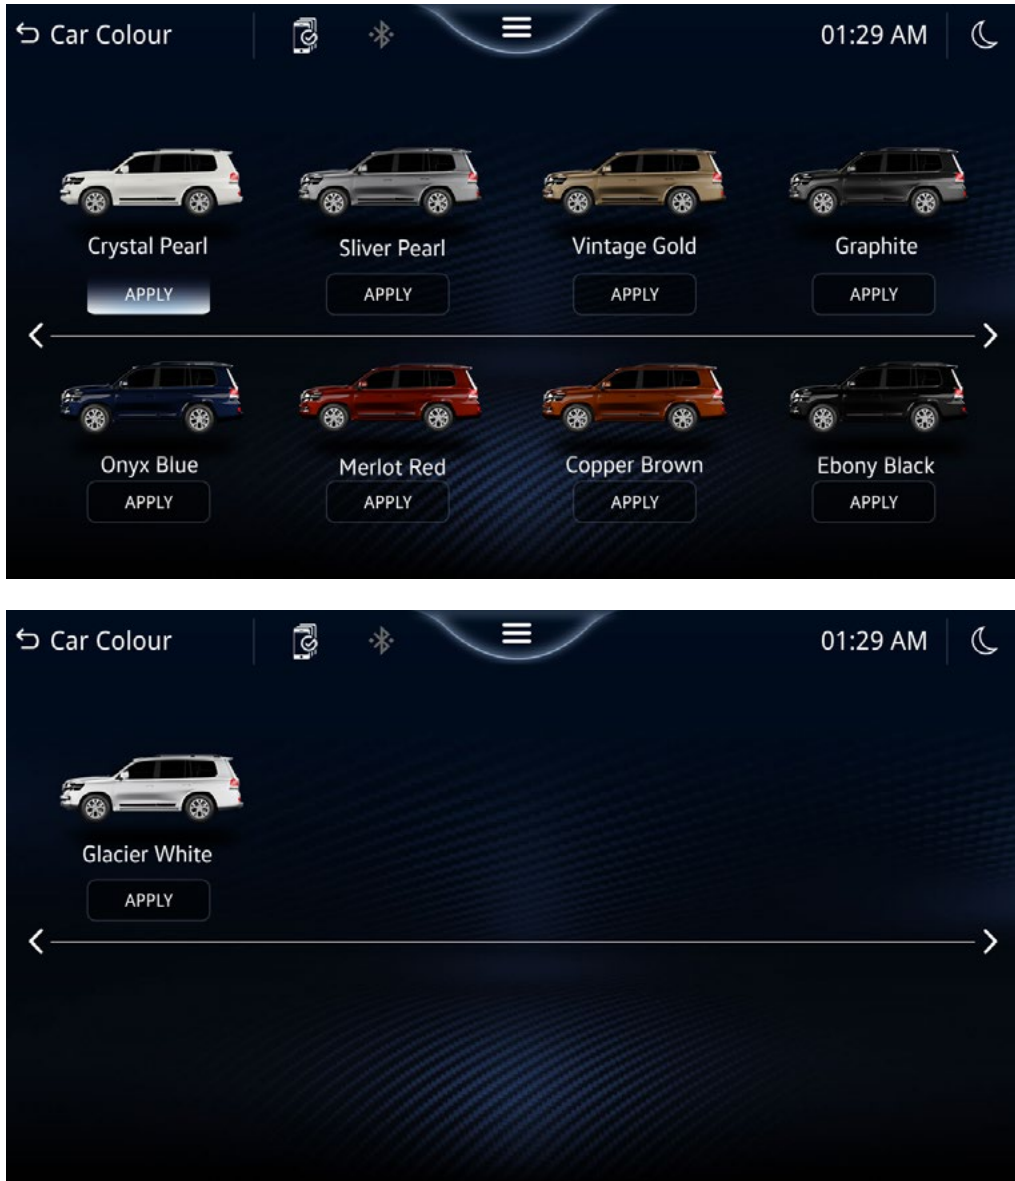 Car Colour
01:29 AM
Crystal Pearl
Sliver Pearl
Vintage Gold
Graphite
APPLY
APPLY
APPLY
APPLY
Onyx Blue
Merlot Red
Copper Brown
Ebony Black
APPLY
APPLY
APPLY
APPLY
Car Colour
01:29 AM
Glacier White
APPLY